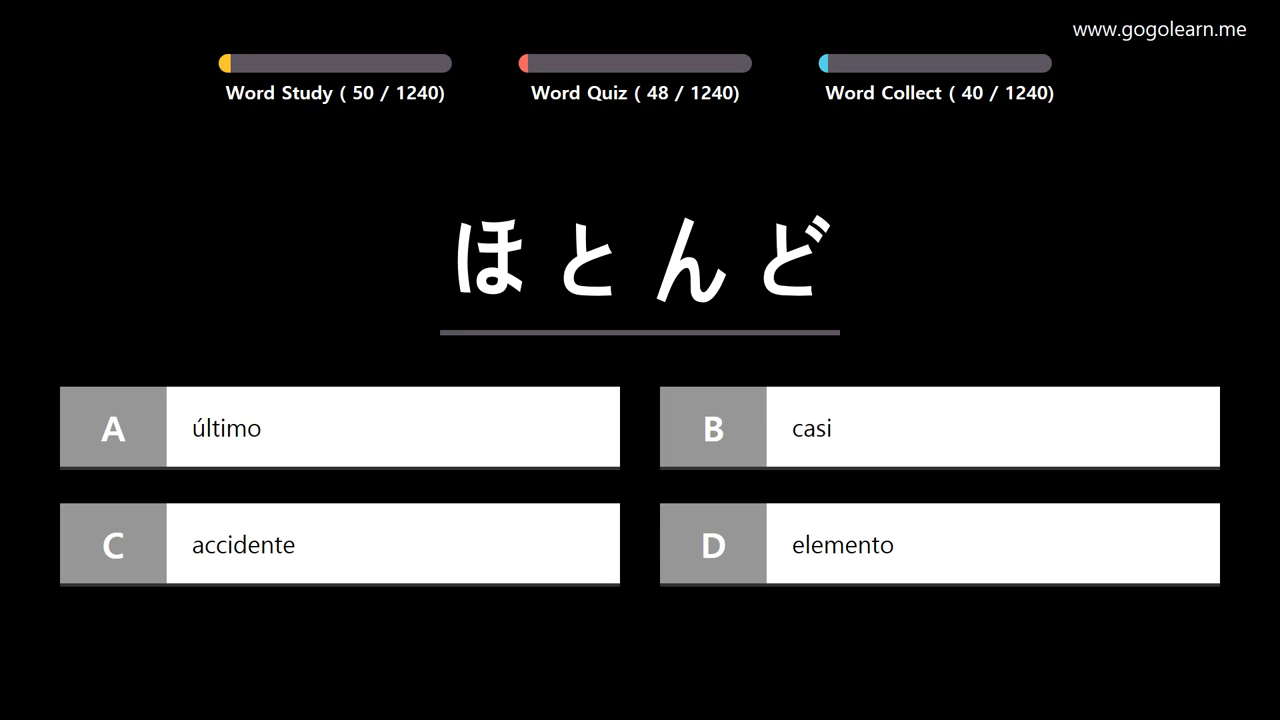 www.gogolearn.me
Word Study ( 50 / 1240)
Word Quiz ( 48 / 1240)
Word Collect ( 40 / 1240)
ほとんど
A último
B casi
C accidente
D elemento